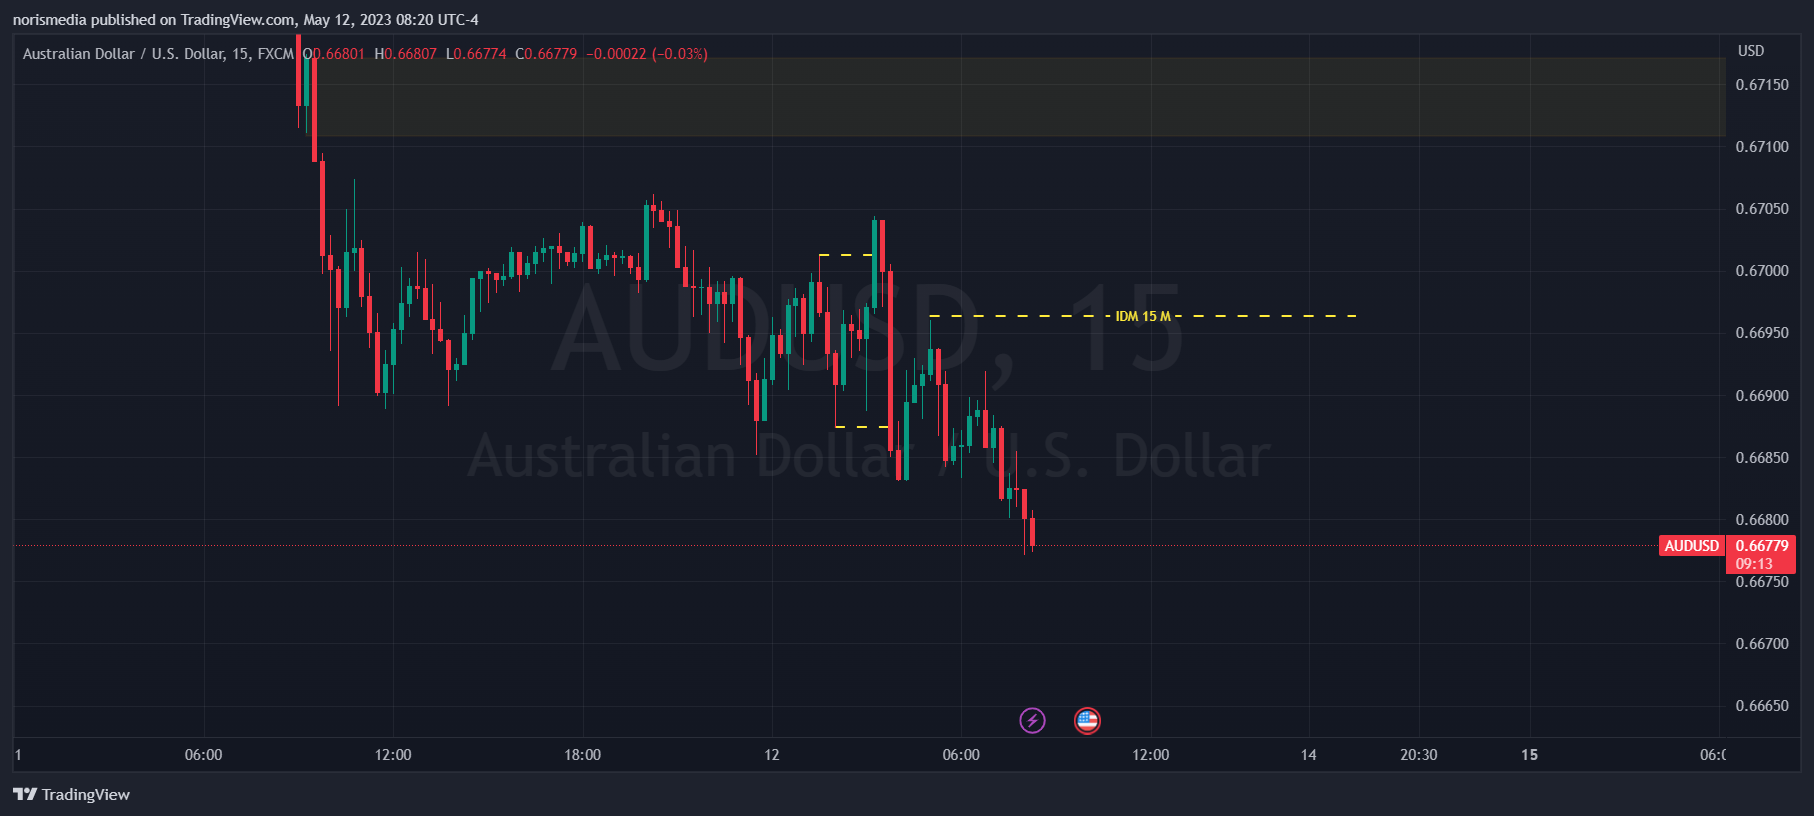 norismedia published on TradingView.com, May 12, 2023 08:20 UTC-4
Australian Dollar / U.S. Dollar, 15, FXCM O0.66801 H0.66807 L0.66774 C0.66779 −0.00022 (−0.03%)
USD
0.67150
0.67100
0.67050
0.67000
AUDUSD, 15
IDM 15 M
0.66950
0.66900
Australian Dollar / U.S. Dollar
0.66850
0.66800
AUDUSD 0.66779
09:13
0.66750
0.66700
0.66650
1 06:00 12:00 18:00 12 06:00 12:00 14 20:30 15 06:0
TradingView